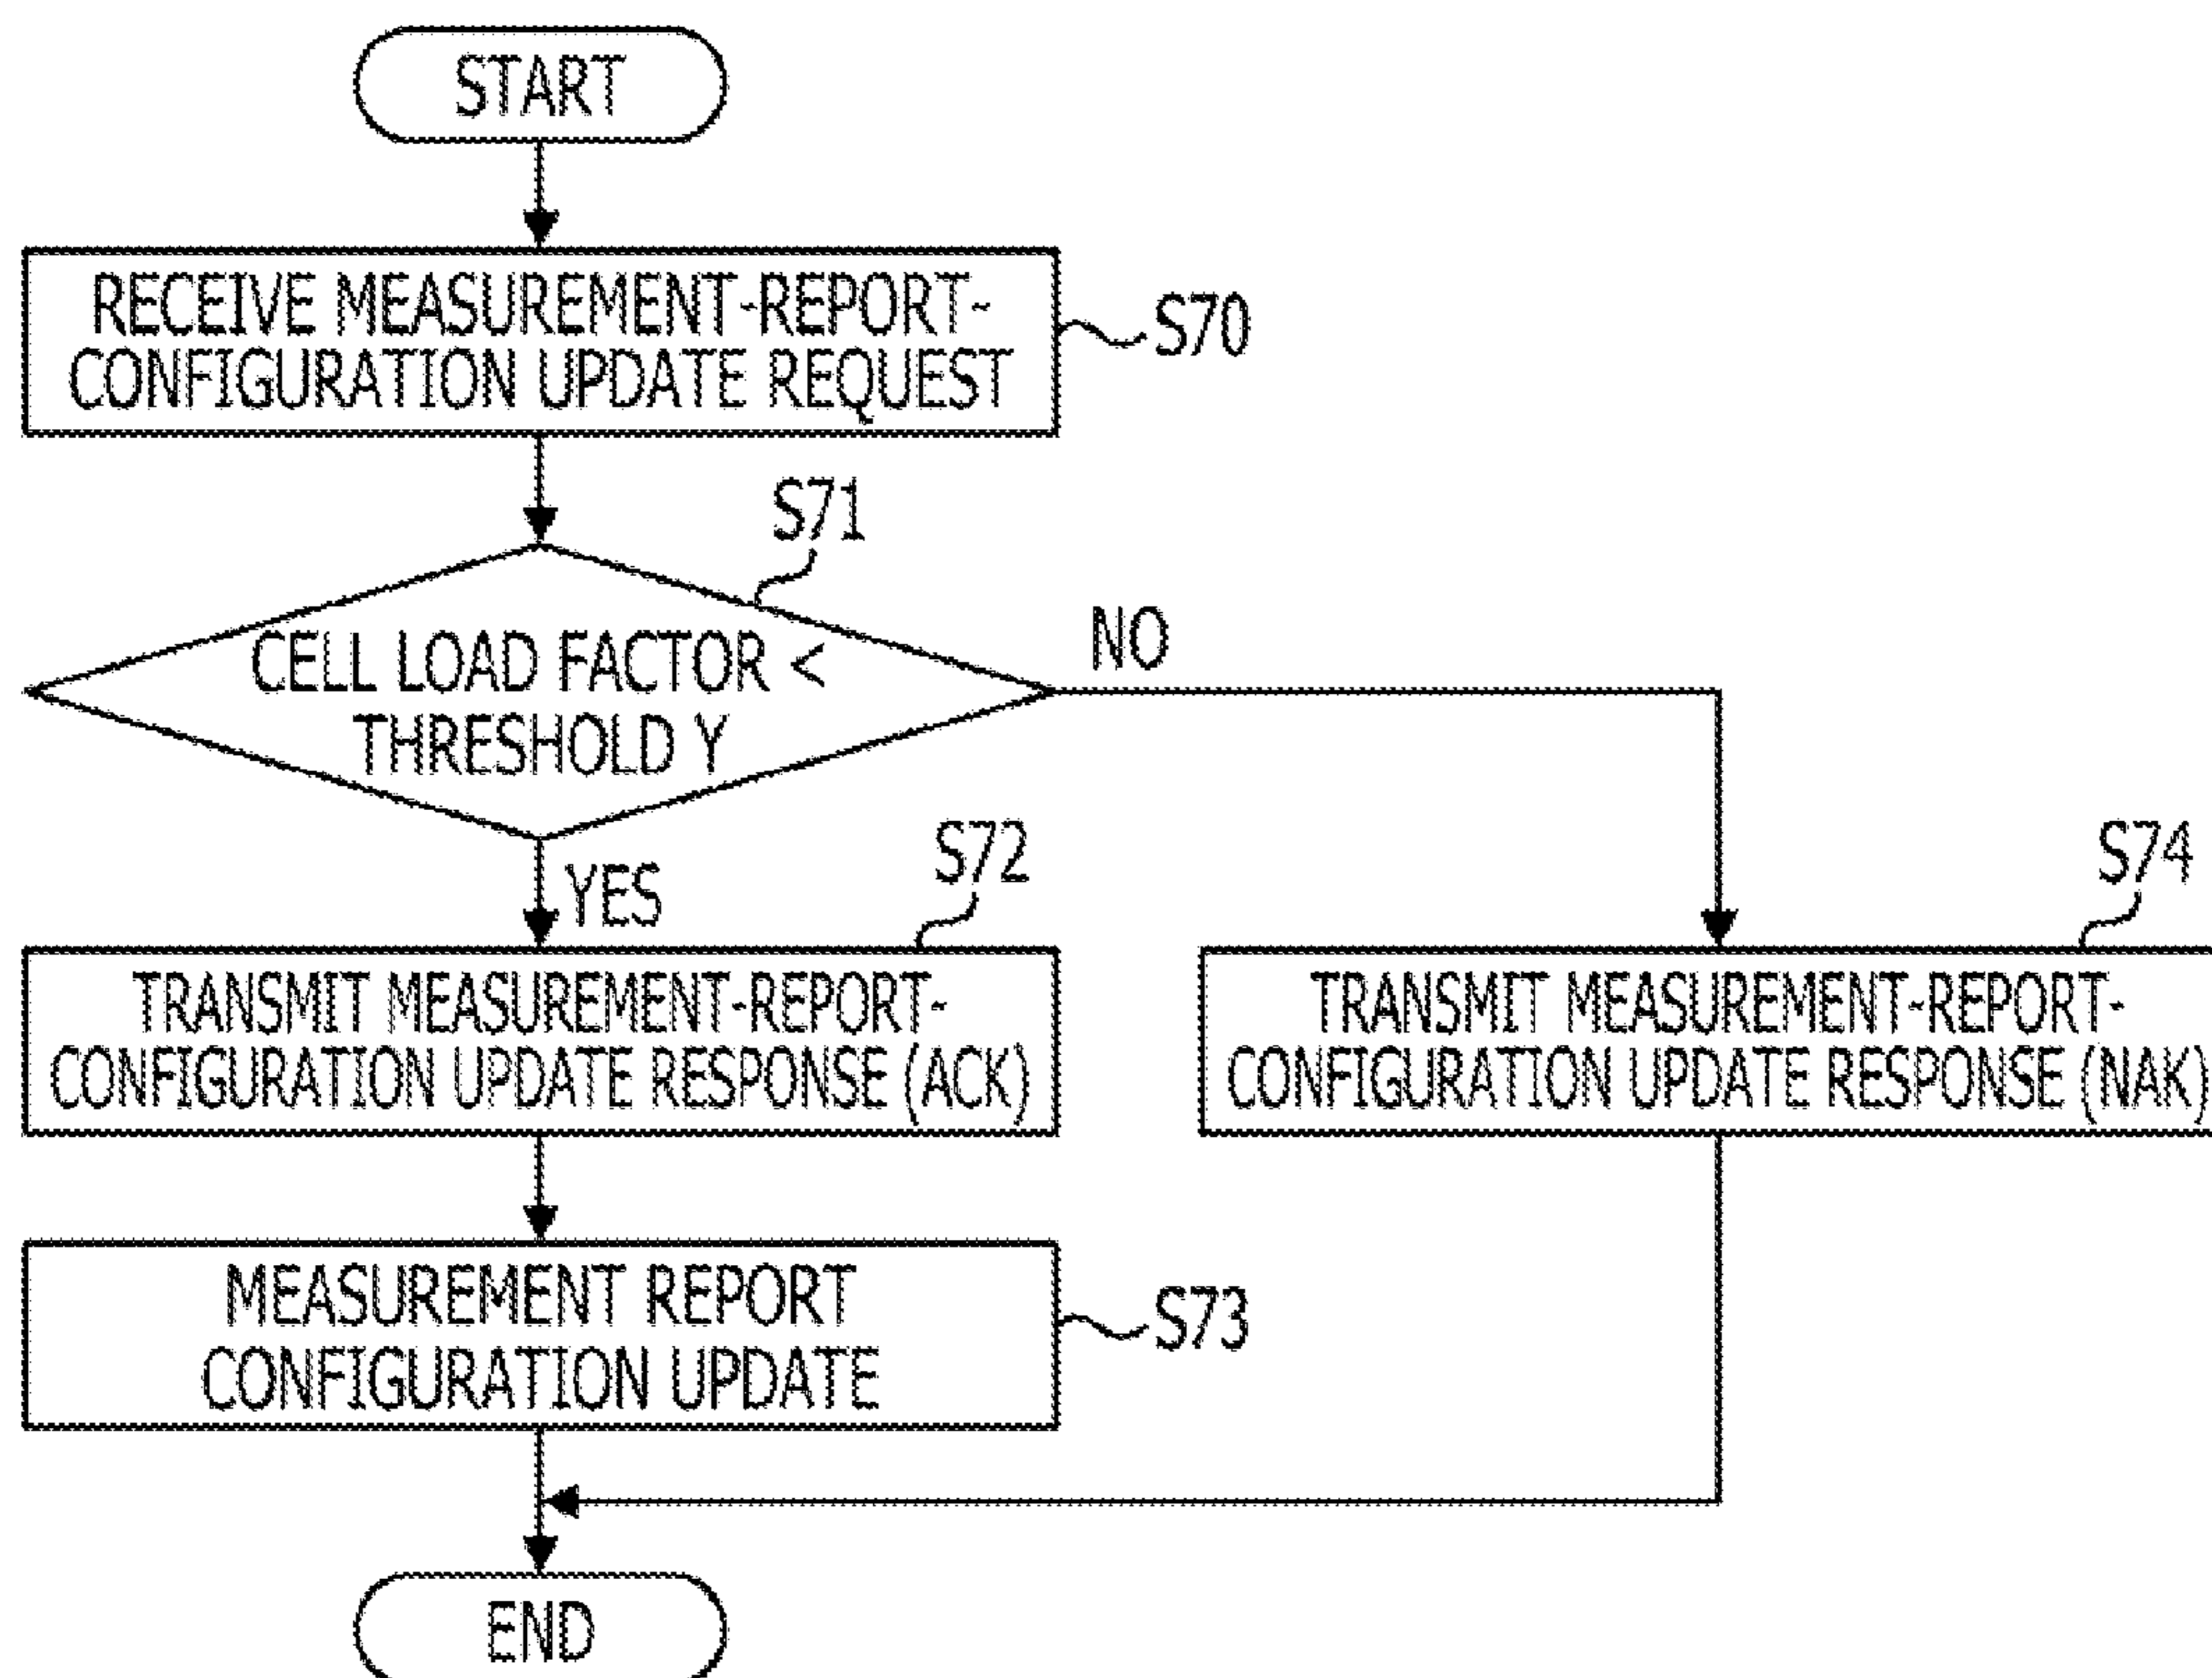 START
RECEIVE MEASUREMENT-REPORT-
CONFIGURATION UPDATE REQUEST
S70
S71
CELL LOAD FACTOR <
THRESHOLD Y
NO
YES
S72
TRANSMIT MEASUREMENT-REPORT-
CONFIGURATION UPDATE RESPONSE (ACK)
S74
TRANSMIT MEASUREMENT-REPORT-
CONFIGURATION UPDATE RESPONSE (NAK)
MEASUREMENT REPORT
CONFIGURATION UPDATE
S73
END